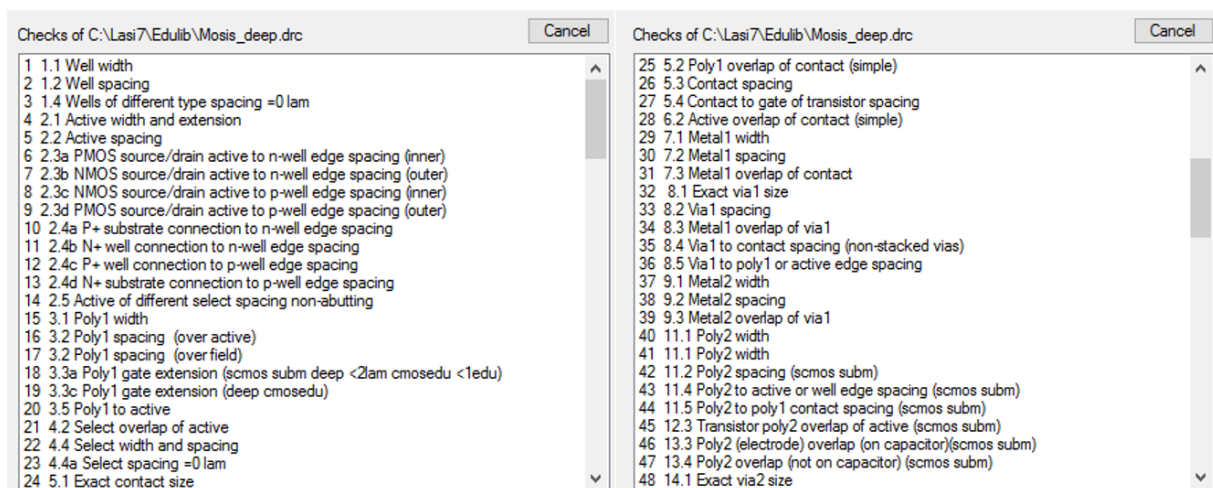 Checks of C:\Lasi7\Edulib\Mosis_deep.drc
Cancel
1 1.1 Well width
2 1.2 Well spacing
3 1.4 Wells of different type spacing =0 lam
4 2.1 Active width and extension
5 2.2 Active spacing
6 2.3a PMOS source/drain active to n-well edge spacing (inner)
7 2.3b NMOS source/drain active to n-well edge spacing (outer)
8 2.3c NMOS source/drain active to p-well edge spacing (inner)
9 2.3d PMOS source/drain active to p-well edge spacing (outer)
10 2.4a P+ substrate connection to n-well edge spacing
11 2.4b N+ well connection to n-well edge spacing
12 2.4c P+ well connection to p-well edge spacing
13 2.4d N+ substrate connection to p-well edge spacing
14 2.5 Active of different select spacing non-abutting
15 3.1 Poly1 width
16 3.2 Poly1 spacing (over active)
17 3.2 Poly1 spacing (over field)
18 3.3a Poly1 gate extension (scmos subm deep <2lam cmosedu <1edu)
19 3.3c Poly1 gate extension (deep cmosedu)
20 3.5 Poly1 to active
21 4.2 Select overlap of active
22 4.4 Select width and spacing
23 4.4a Select spacing =0 lam
24 5.1 Exact contact size
Checks of C:\Lasi7\Edulib\Mosis_deep.drc
Cancel
25 5.2 Poly1 overlap of contact (simple)
26 5.3 Contact spacing
27 5.4 Contact to gate of transistor spacing
28 6.2 Active overlap of contact (simple)
29 7.1 Metal1 width
30 7.2 Metal1 spacing
31 7.3 Metal1 overlap of contact
32 8.1 Exact via1 size
33 8.2 Via1 spacing
34 8.3 Metal1 overlap of via1
35 8.4 Via1 to contact spacing (non-stacked vias)
36 8.5 Via1 to poly1 or active edge spacing
37 9.1 Metal2 width
38 9.2 Metal2 spacing
39 9.3 Metal2 overlap of via1
40 11.1 Poly2 width
41 11.1 Poly2 width
42 11.2 Poly2 spacing (scmos subm)
43 11.4 Poly2 to active or well edge spacing (scmos subm)
44 11.5 Poly2 to poly1 contact spacing (scmos subm)
45 12.3 Transistor poly2 overlap of active (scmos subm)
46 13.3 Poly2 (electrode) overlap (on capacitor)(scmos subm)
47 13.4 Poly2 overlap (not on capacitor) (scmos subm)
48 14.1 Exact via2 size